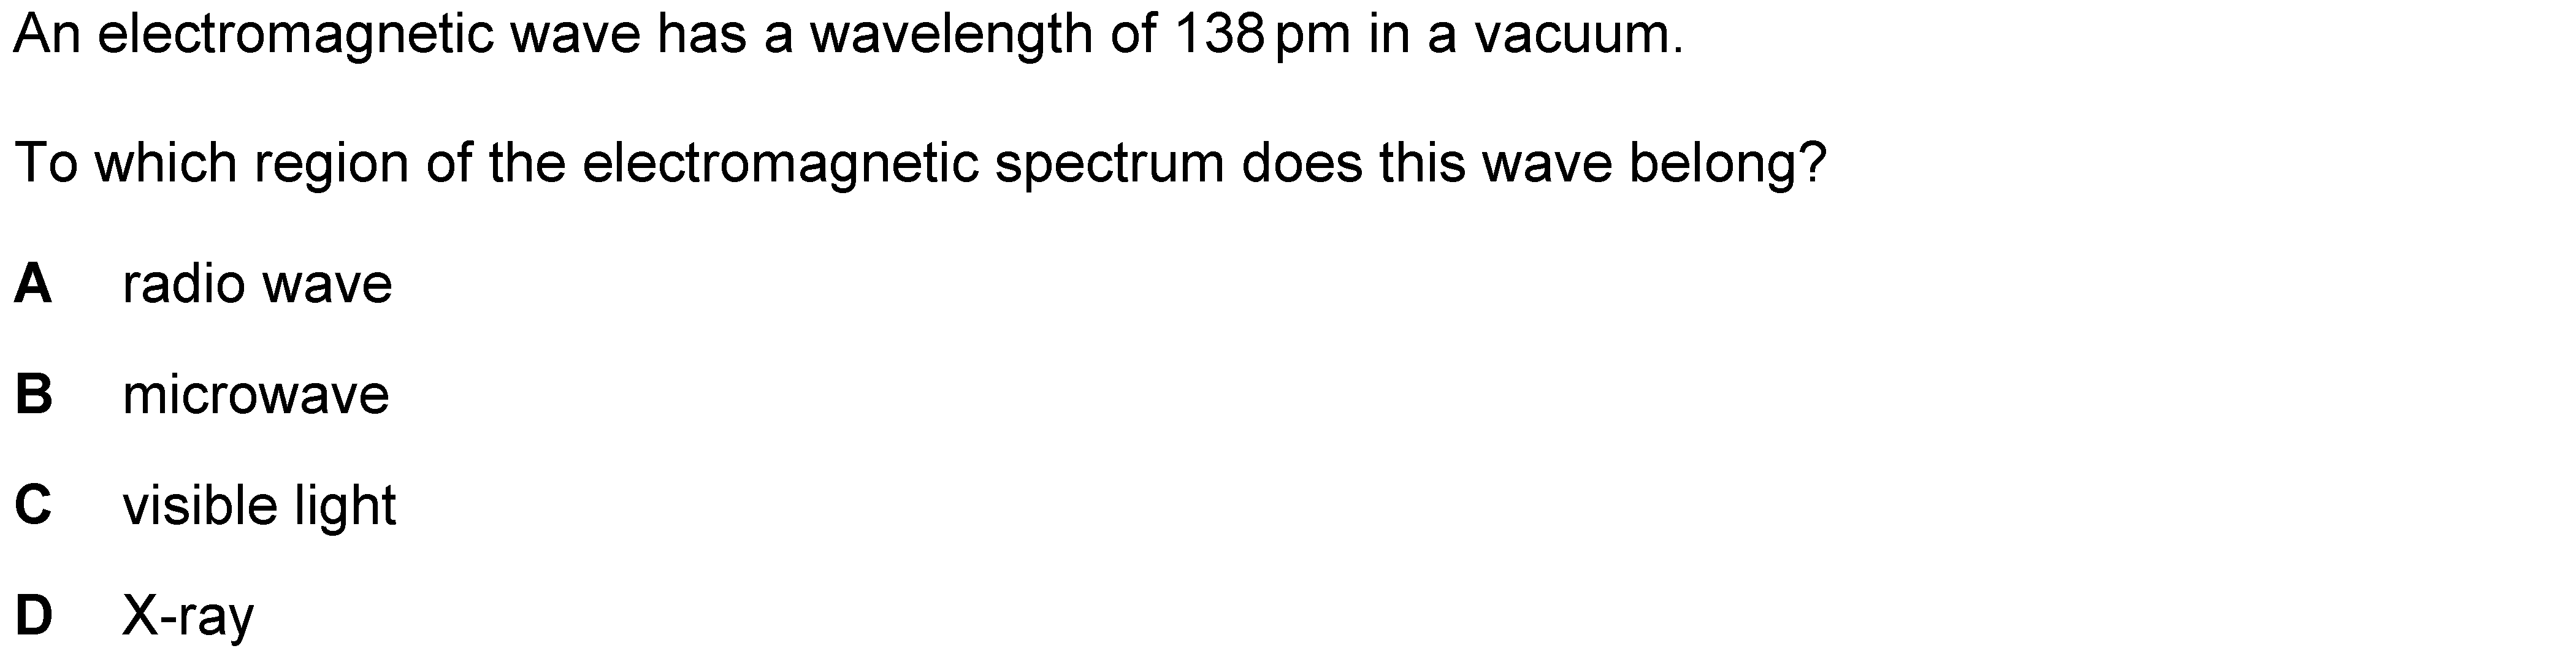 An electromagnetic wave has a wavelength of 138 pm in a vacuum.
To which region of the electromagnetic spectrum does this wave belong?
A radio wave
B microwave
C visible light
D X-ray